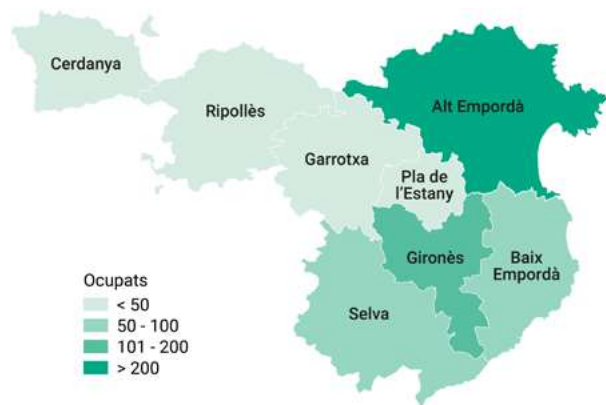 Cerdanya
Ripollès
Alt Empordà
Garrotxa
Pla de
l'Estany
Gironès
Baix
Empordà
Selva
Ocupats
< 50
50 - 100
101 - 200
> 200